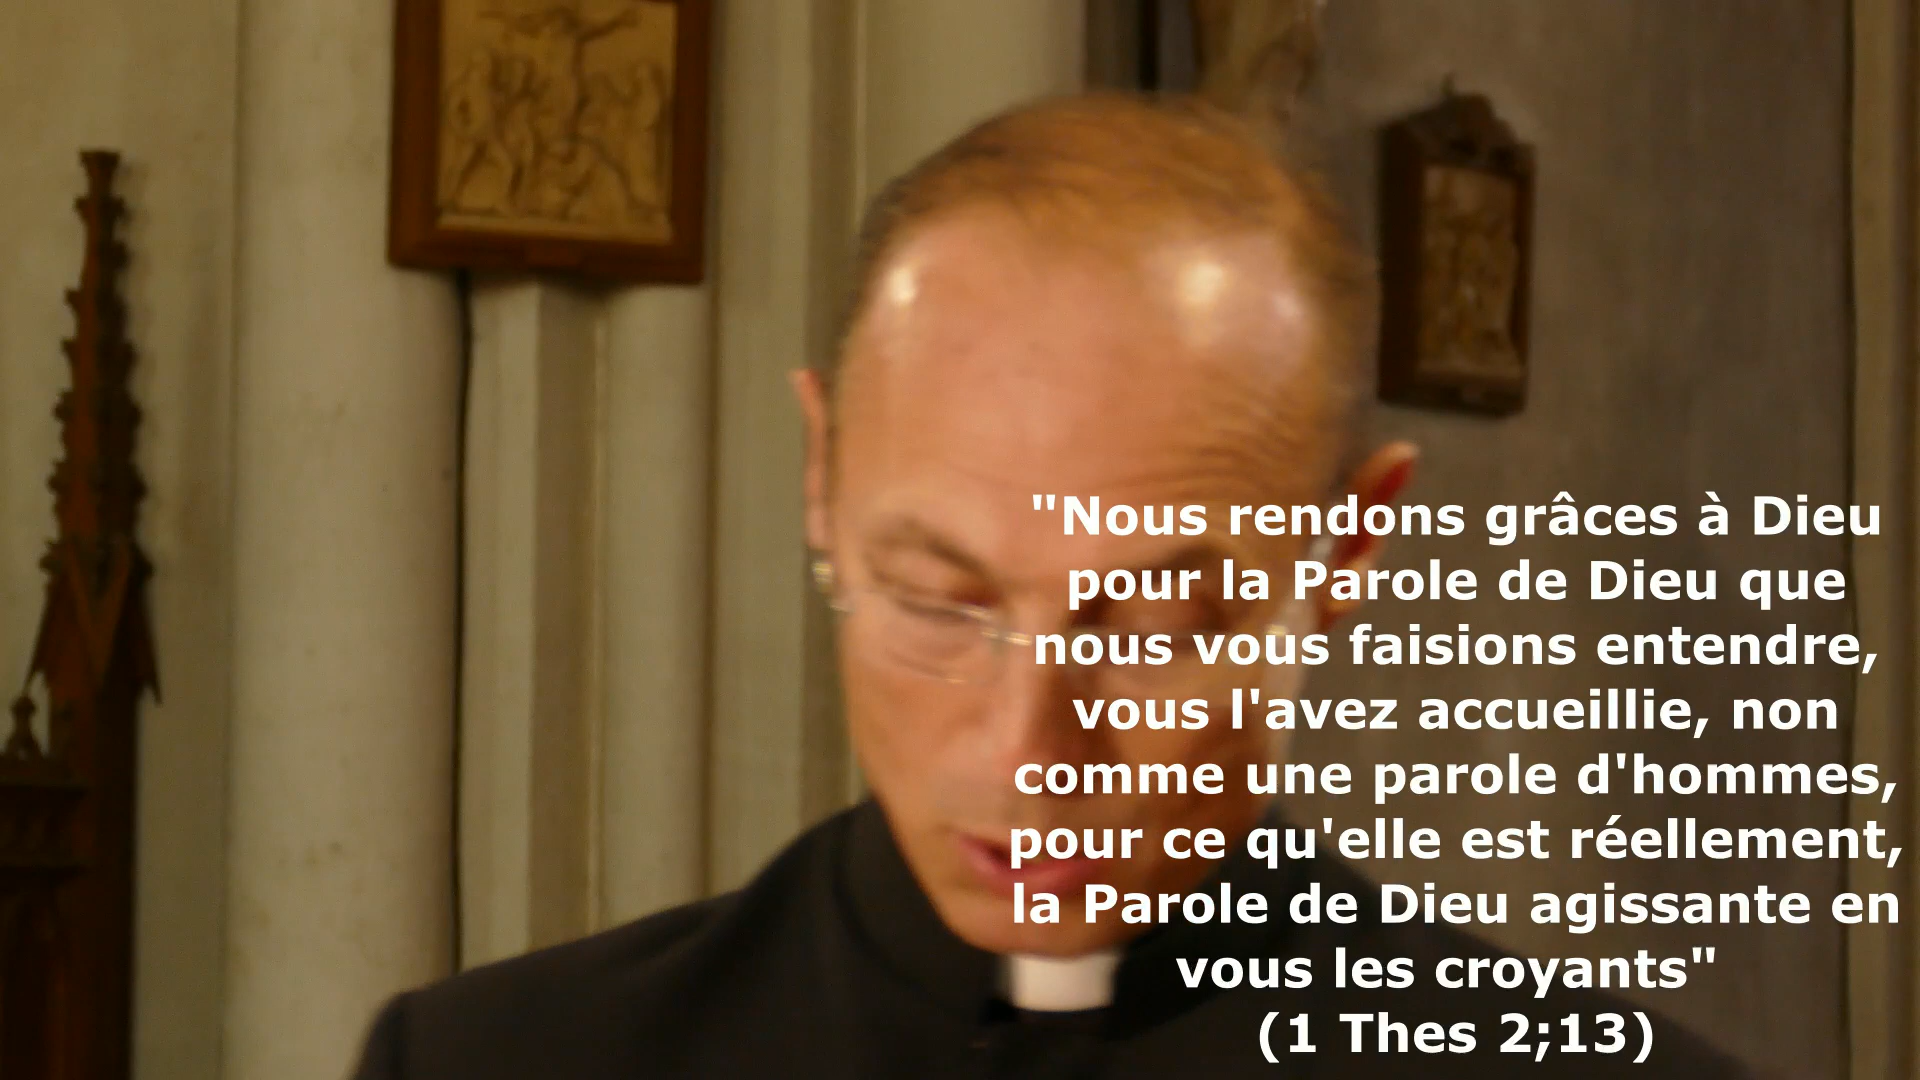 "Nous rendons grâces à Dieu
pour la Parole de Dieu que
nous vous faisions entendre,
vous l'avez accueillie, non
comme une parole d'hommes,
pour ce qu'elle est réellement,
la Parole de Dieu agissante en
vous les croyants"
(1 Thes 2;13)